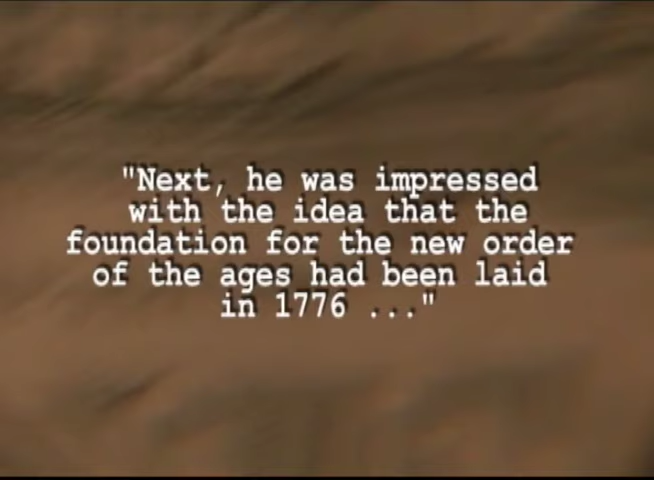 "Next, he was impressed
with the idea that the
foundation for the new order
of the ages had been laid
in 1776 ..."